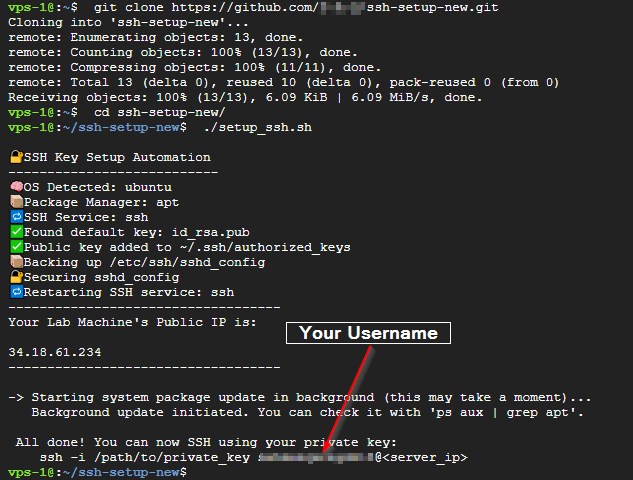 vps-1@:~$ git clone https://github.com/ssh-setup-new.git
Cloning into 'ssh-setup-new'...
remote: Enumerating objects: 13, done.
remote: Counting objects: 100% (13/13), done.
remote: Compressing objects: 100% (11/11), done.
remote: Total 13 (delta 0), reused 10 (delta 0), pack-reused 0 (from 0)
Receiving objects: 100% (13/13), 6.09 KiB | 6.09 MiB/s, done.
vps-1@:~$ cd ssh-setup-new/
vps-1@:~/ssh-setup-new$ ./setup_ssh.sh
SSH Key Setup Automation
---------------------------
OS Detected: ubuntu
Package Manager: apt
SSH Service: ssh
Found default key: id_rsa.pub
Public key added to ~/.ssh/authorized_keys
Backing up /etc/ssh/sshd_config
Securing sshd_config
Restarting SSH service: ssh
-----------------------------------
Your Lab Machine's Public IP is:
Your Username
34.18.61.234
-----------------------------------
-> Starting system package update in background (this may take a moment)...
Background update initiated. You can check it with 'ps aux | grep apt'.
All done! You can now SSH using your private key:
ssh -i /path/to/private_key @<server_ip>
vps-1@:~/ssh-setup-new$